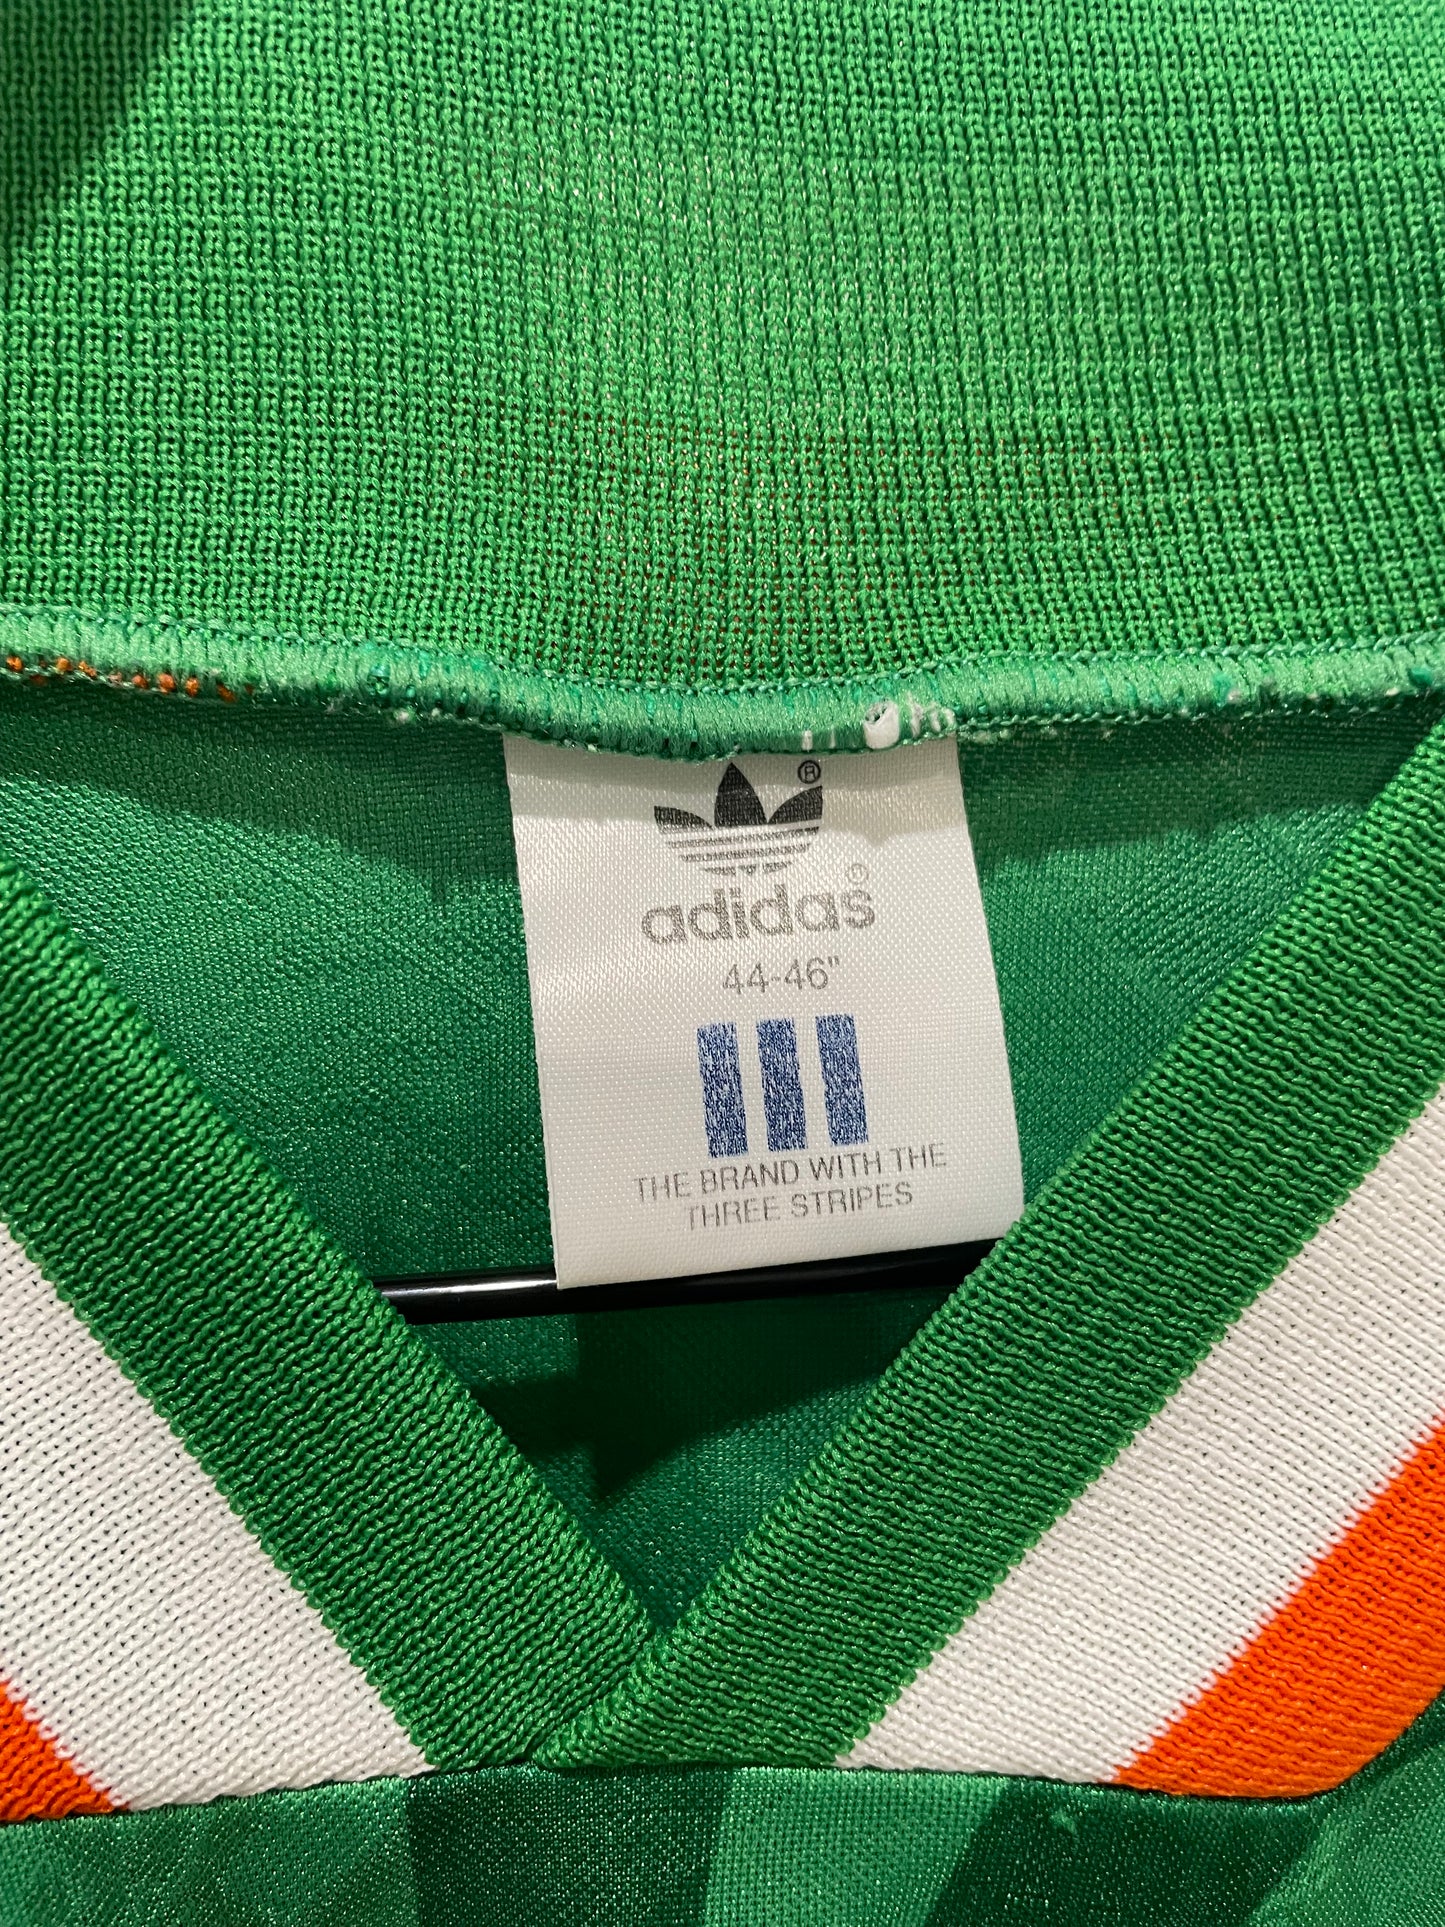 ®
adidas®
44-46"
THE BRAND WITH THE
THREE STRIPES